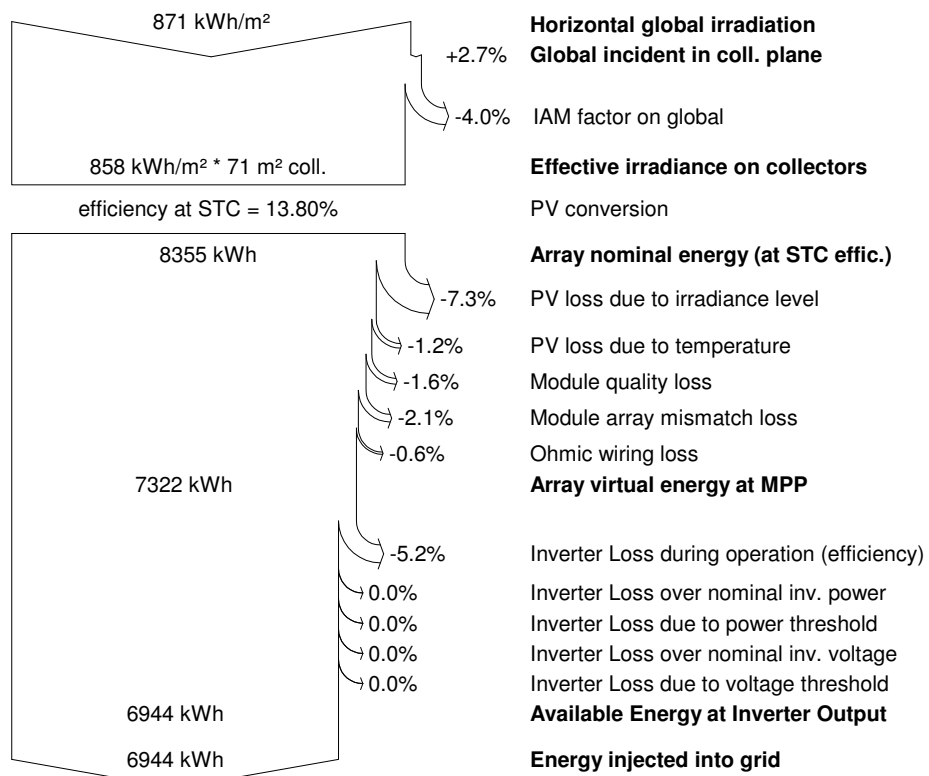 871 kWh/m² Horizontal global irradiation
+2.7% Global incident in coll. plane
-4.0% IAM factor on global
858 kWh/m² * 71 m² coll. Effective irradiance on collectors
efficiency at STC = 13.80% PV conversion
8355 kWh Array nominal energy (at STC effic.)
-7.3% PV loss due to irradiance level
-1.2% PV loss due to temperature
-1.6% Module quality loss
-2.1% Module array mismatch loss
-0.6% Ohmic wiring loss
7322 kWh Array virtual energy at MPP
-5.2% Inverter Loss during operation (efficiency)
0.0% Inverter Loss over nominal inv. power
0.0% Inverter Loss due to power threshold
0.0% Inverter Loss over nominal inv. voltage
0.0% Inverter Loss due to voltage threshold
6944 kWh Available Energy at Inverter Output
6944 kWh Energy injected into grid